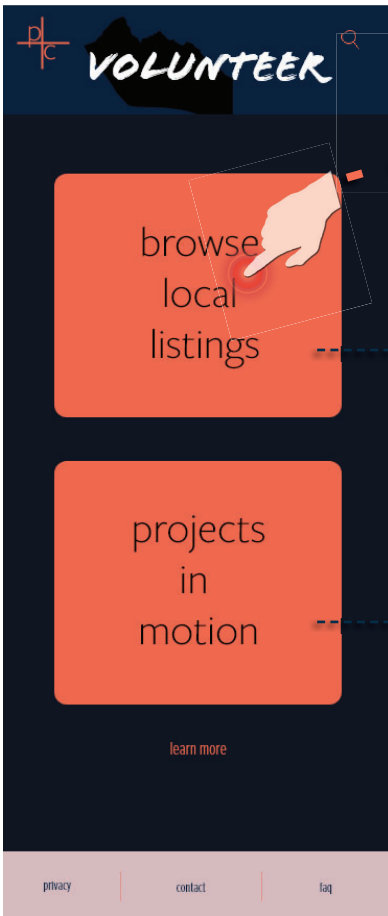 p
c
VOLUNTEER
browse
local
listings
projects
in
motion
learn more
privacy
contact
faq